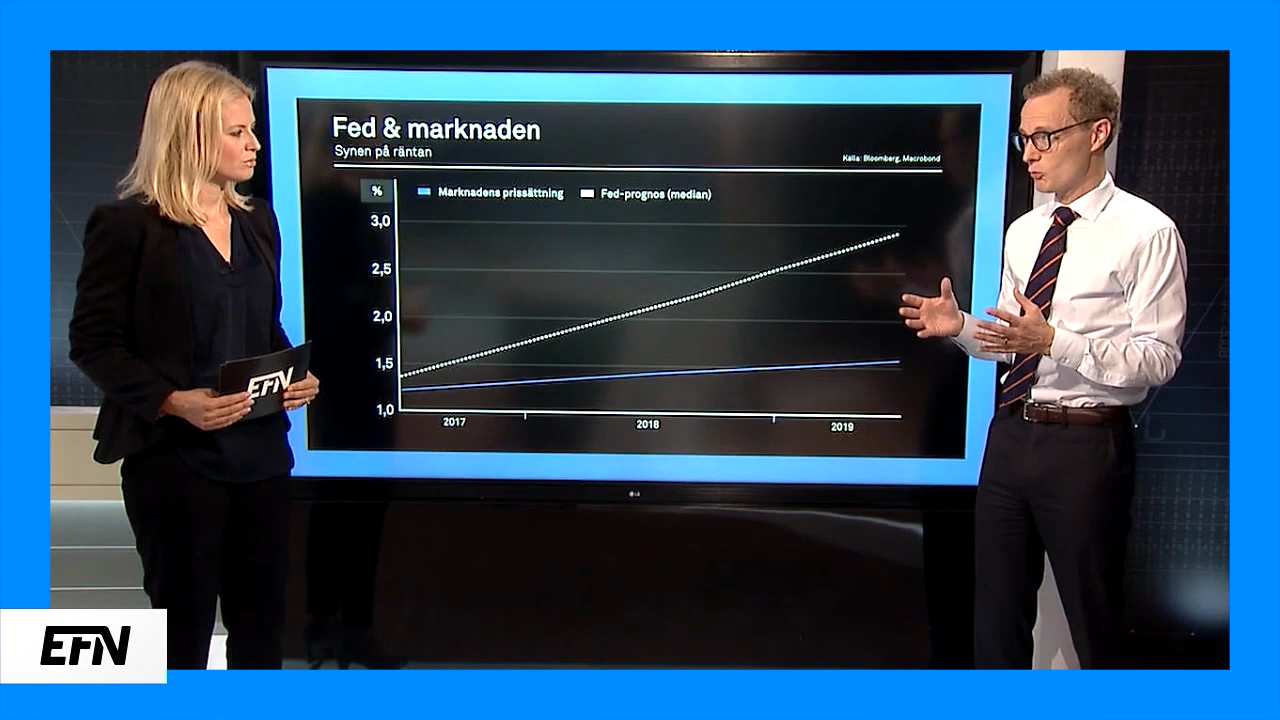 Fed & marknaden
Synen på räntan
Källa: Bloomberg, Macrobond
%
Marknadens prissättning
Fed-prognos (median)
3,0
2,5
2,0
1,5
1,0
2017
2018
2019
EFN
LG
EFN